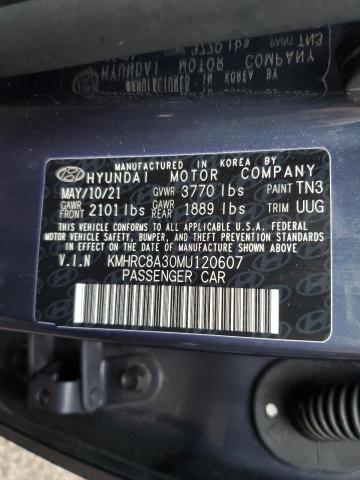 MANUFACTURED IN KOREA BY
HYUNDAI MOTOR COMPANY
MAY/10/21 GVWR 3770 lbs PAINT TN3
GAWR FRONT 2101 lbs GAWR REAR 1889 lbs TRIM UUG
THIS VEHICLE CONFORMS TO ALL APPLICABLE U.S.A FEDERAL
MOTOR VEHICLE SAFETY, BUMPER, AND THEFT PREVENTION
STANDARDS IN EFFECT ON THE DATE OF MANUFACTURE SHOWN ABOVE.
V.I.N KMHRC8A30MU120607
PASSENGER CAR